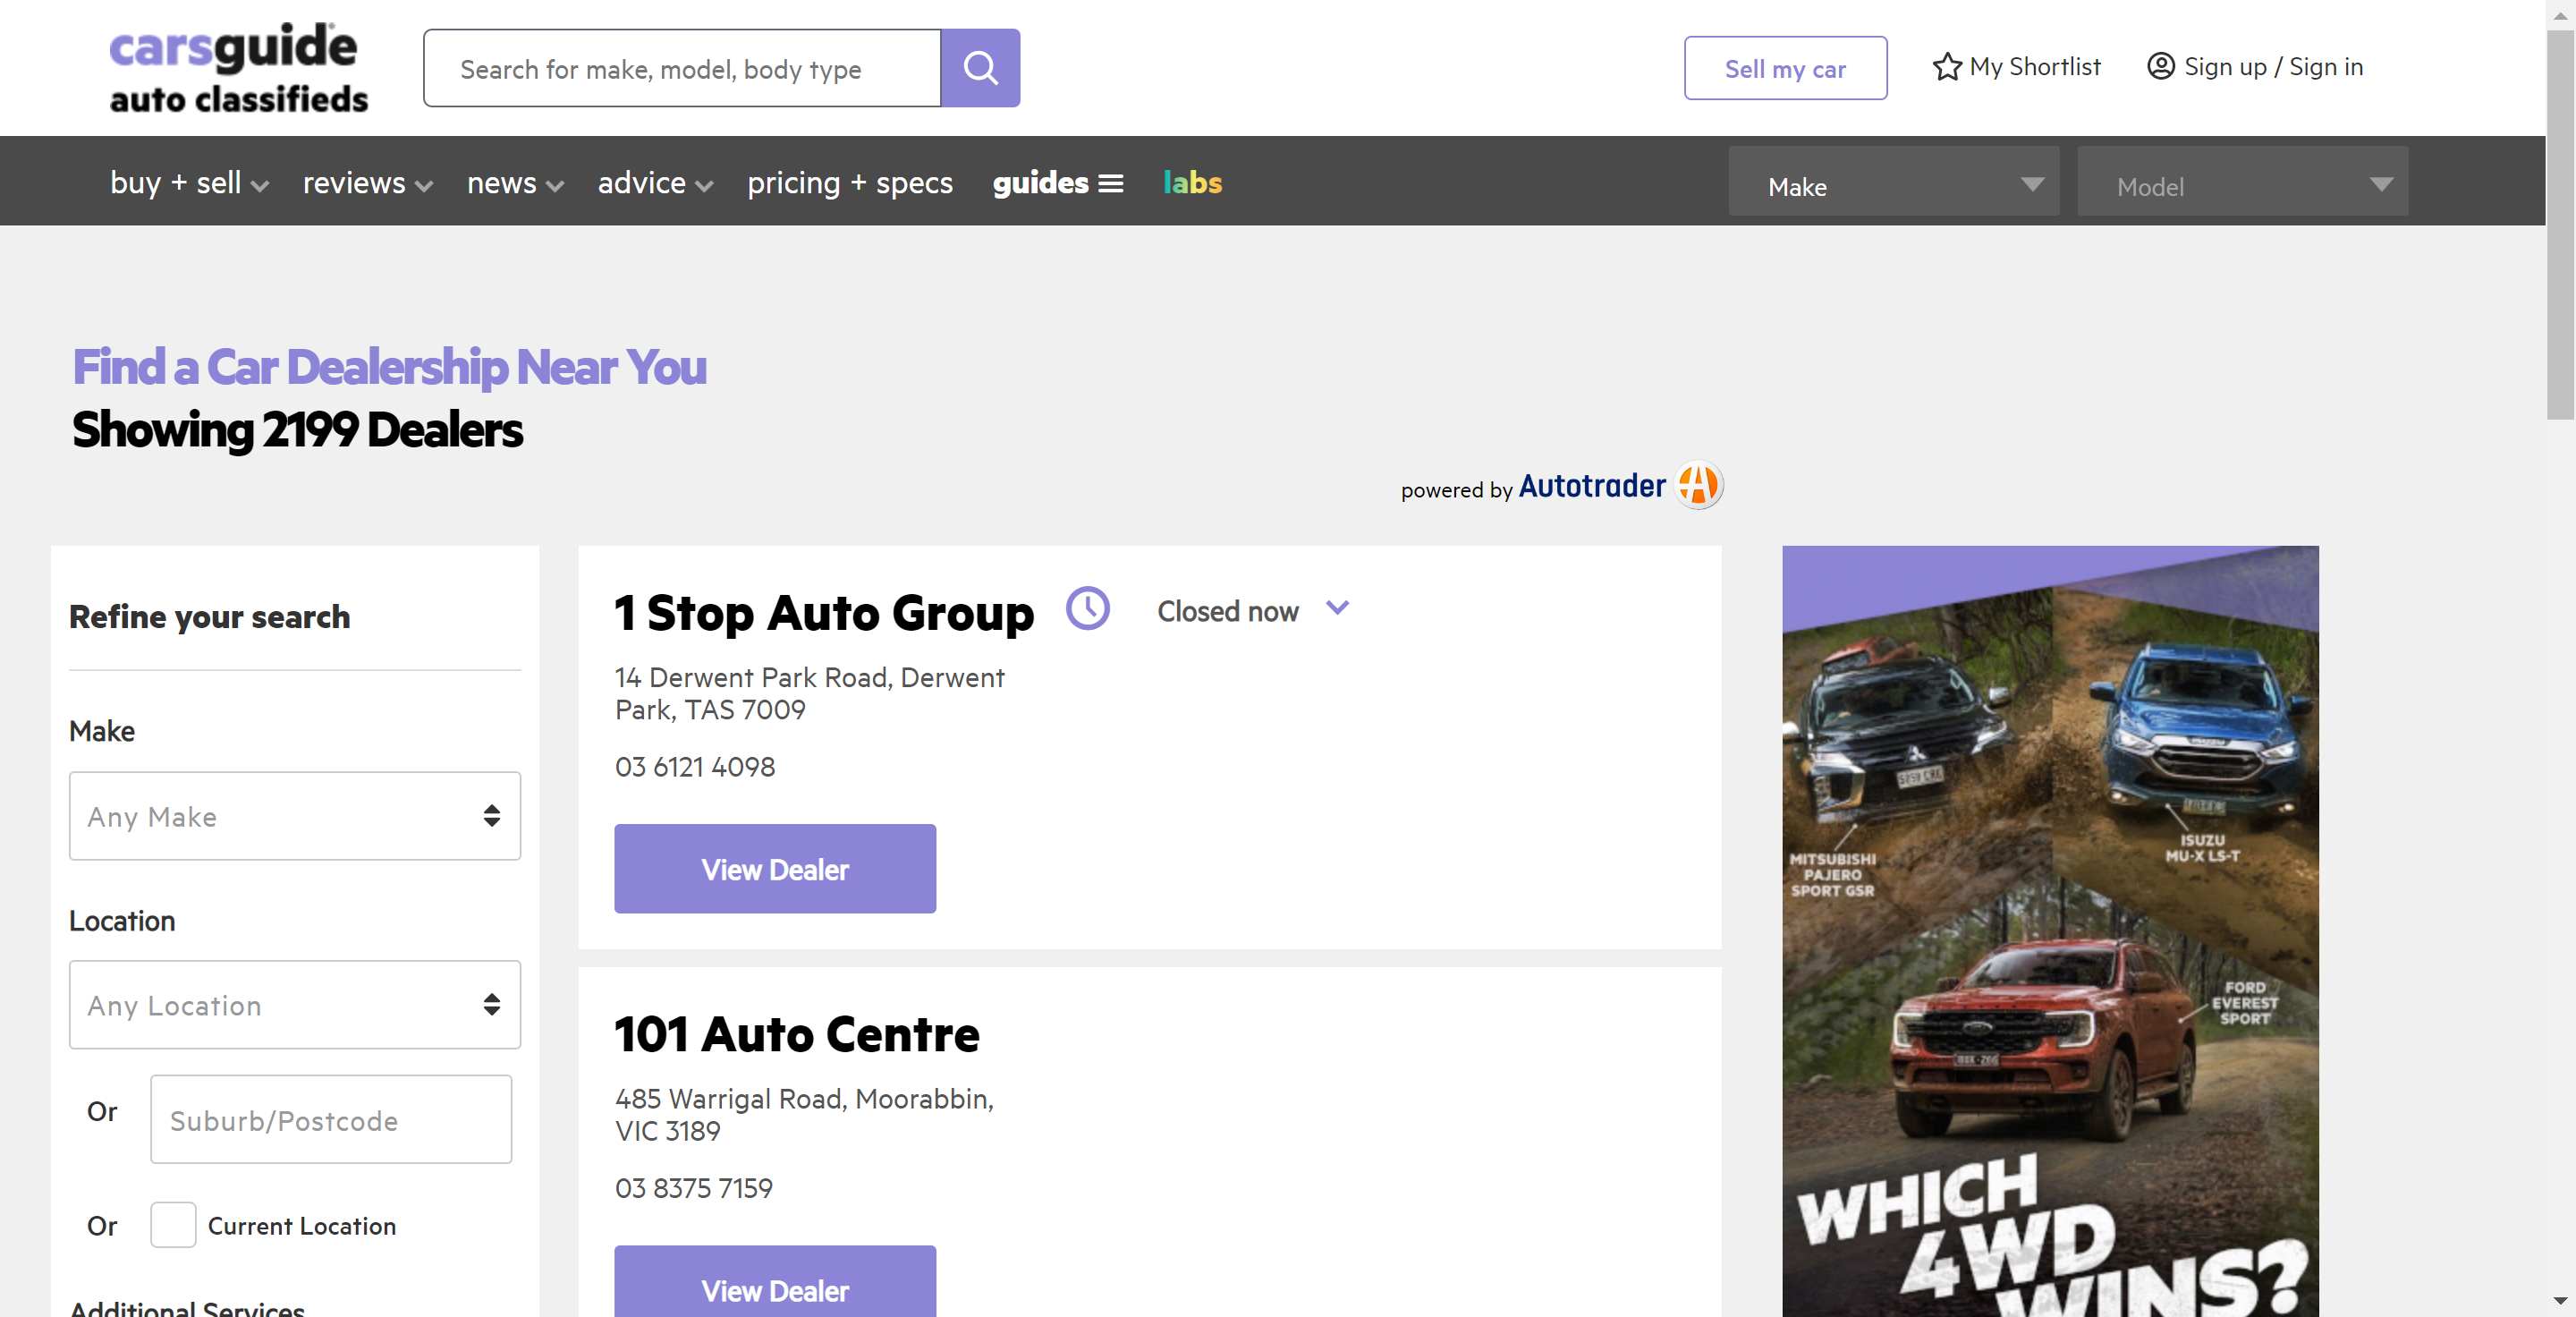 carsguide
auto classifieds
Search for make, model, body type
Sell my car
My Shortlist
Sign up / Sign in
buy + sell
reviews
news
advice
pricing + specs
guides
labs
Make
Model
Find a Car Dealership Near You
Showing 2199 Dealers
powered by Autotrader
Refine your search
Make
Any Make
Location
Any Location
Or
Suburb/Postcode
Or
Current Location
Additional Services
1 Stop Auto Group
Closed now
14 Derwent Park Road, Derwent
Park, TAS 7009
03 6121 4098
View Dealer
101 Auto Centre
485 Warrigal Road, Moorabbin,
VIC 3189
03 8375 7159
View Dealer
MITSUBISHI
PAJERO
SPORT GSR
ISUZU
MU-X LS-T
FORD
EVEREST
SPORT
WHICH
4WD
WINS?